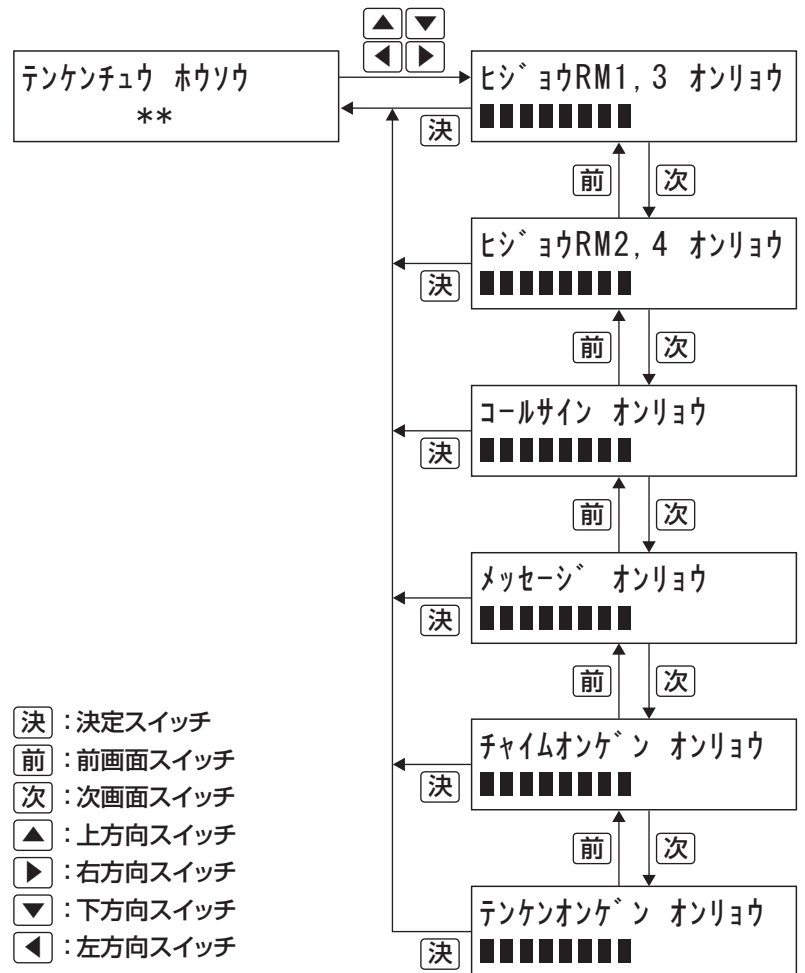 ▲ ▼
◀ ▶
テンケンチュウ ホウソウ
**
ヒジョウRM1,3 オンリョウ
■■■■■■■■
決
前 次
ヒジョウRM2,4 オンリョウ
■■■■■■■■
決
前 次
コールサイン オンリョウ
■■■■■■■■
決
前 次
メッセージ オンリョウ
■■■■■■■■
決
前 次
チャイムオンゲン オンリョウ
■■■■■■■■
決
前 次
テンケンオンゲン オンリョウ
■■■■■■■■
決
決:決定スイッチ
前:前画面スイッチ
次:次画面スイッチ
▲:上方向スイッチ
▶:右方向スイッチ
▼:下方向スイッチ
◀:左方向スイッチ